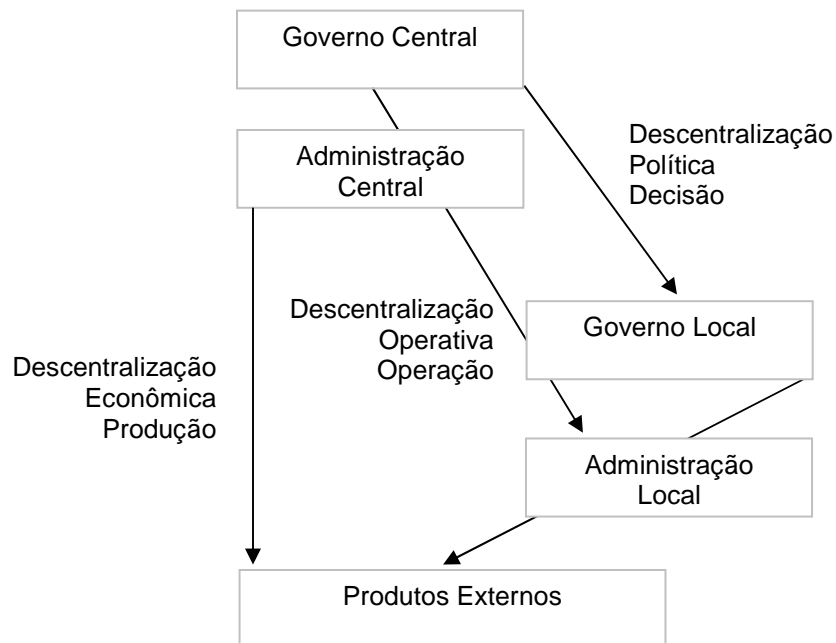 Governo Central
Administração
Central
Descentralização
Política
Decisão
Descentralização
Operativa
Operação
Governo Local
Descentralização
Econômica
Produção
Administração
Local
Produtos Externos